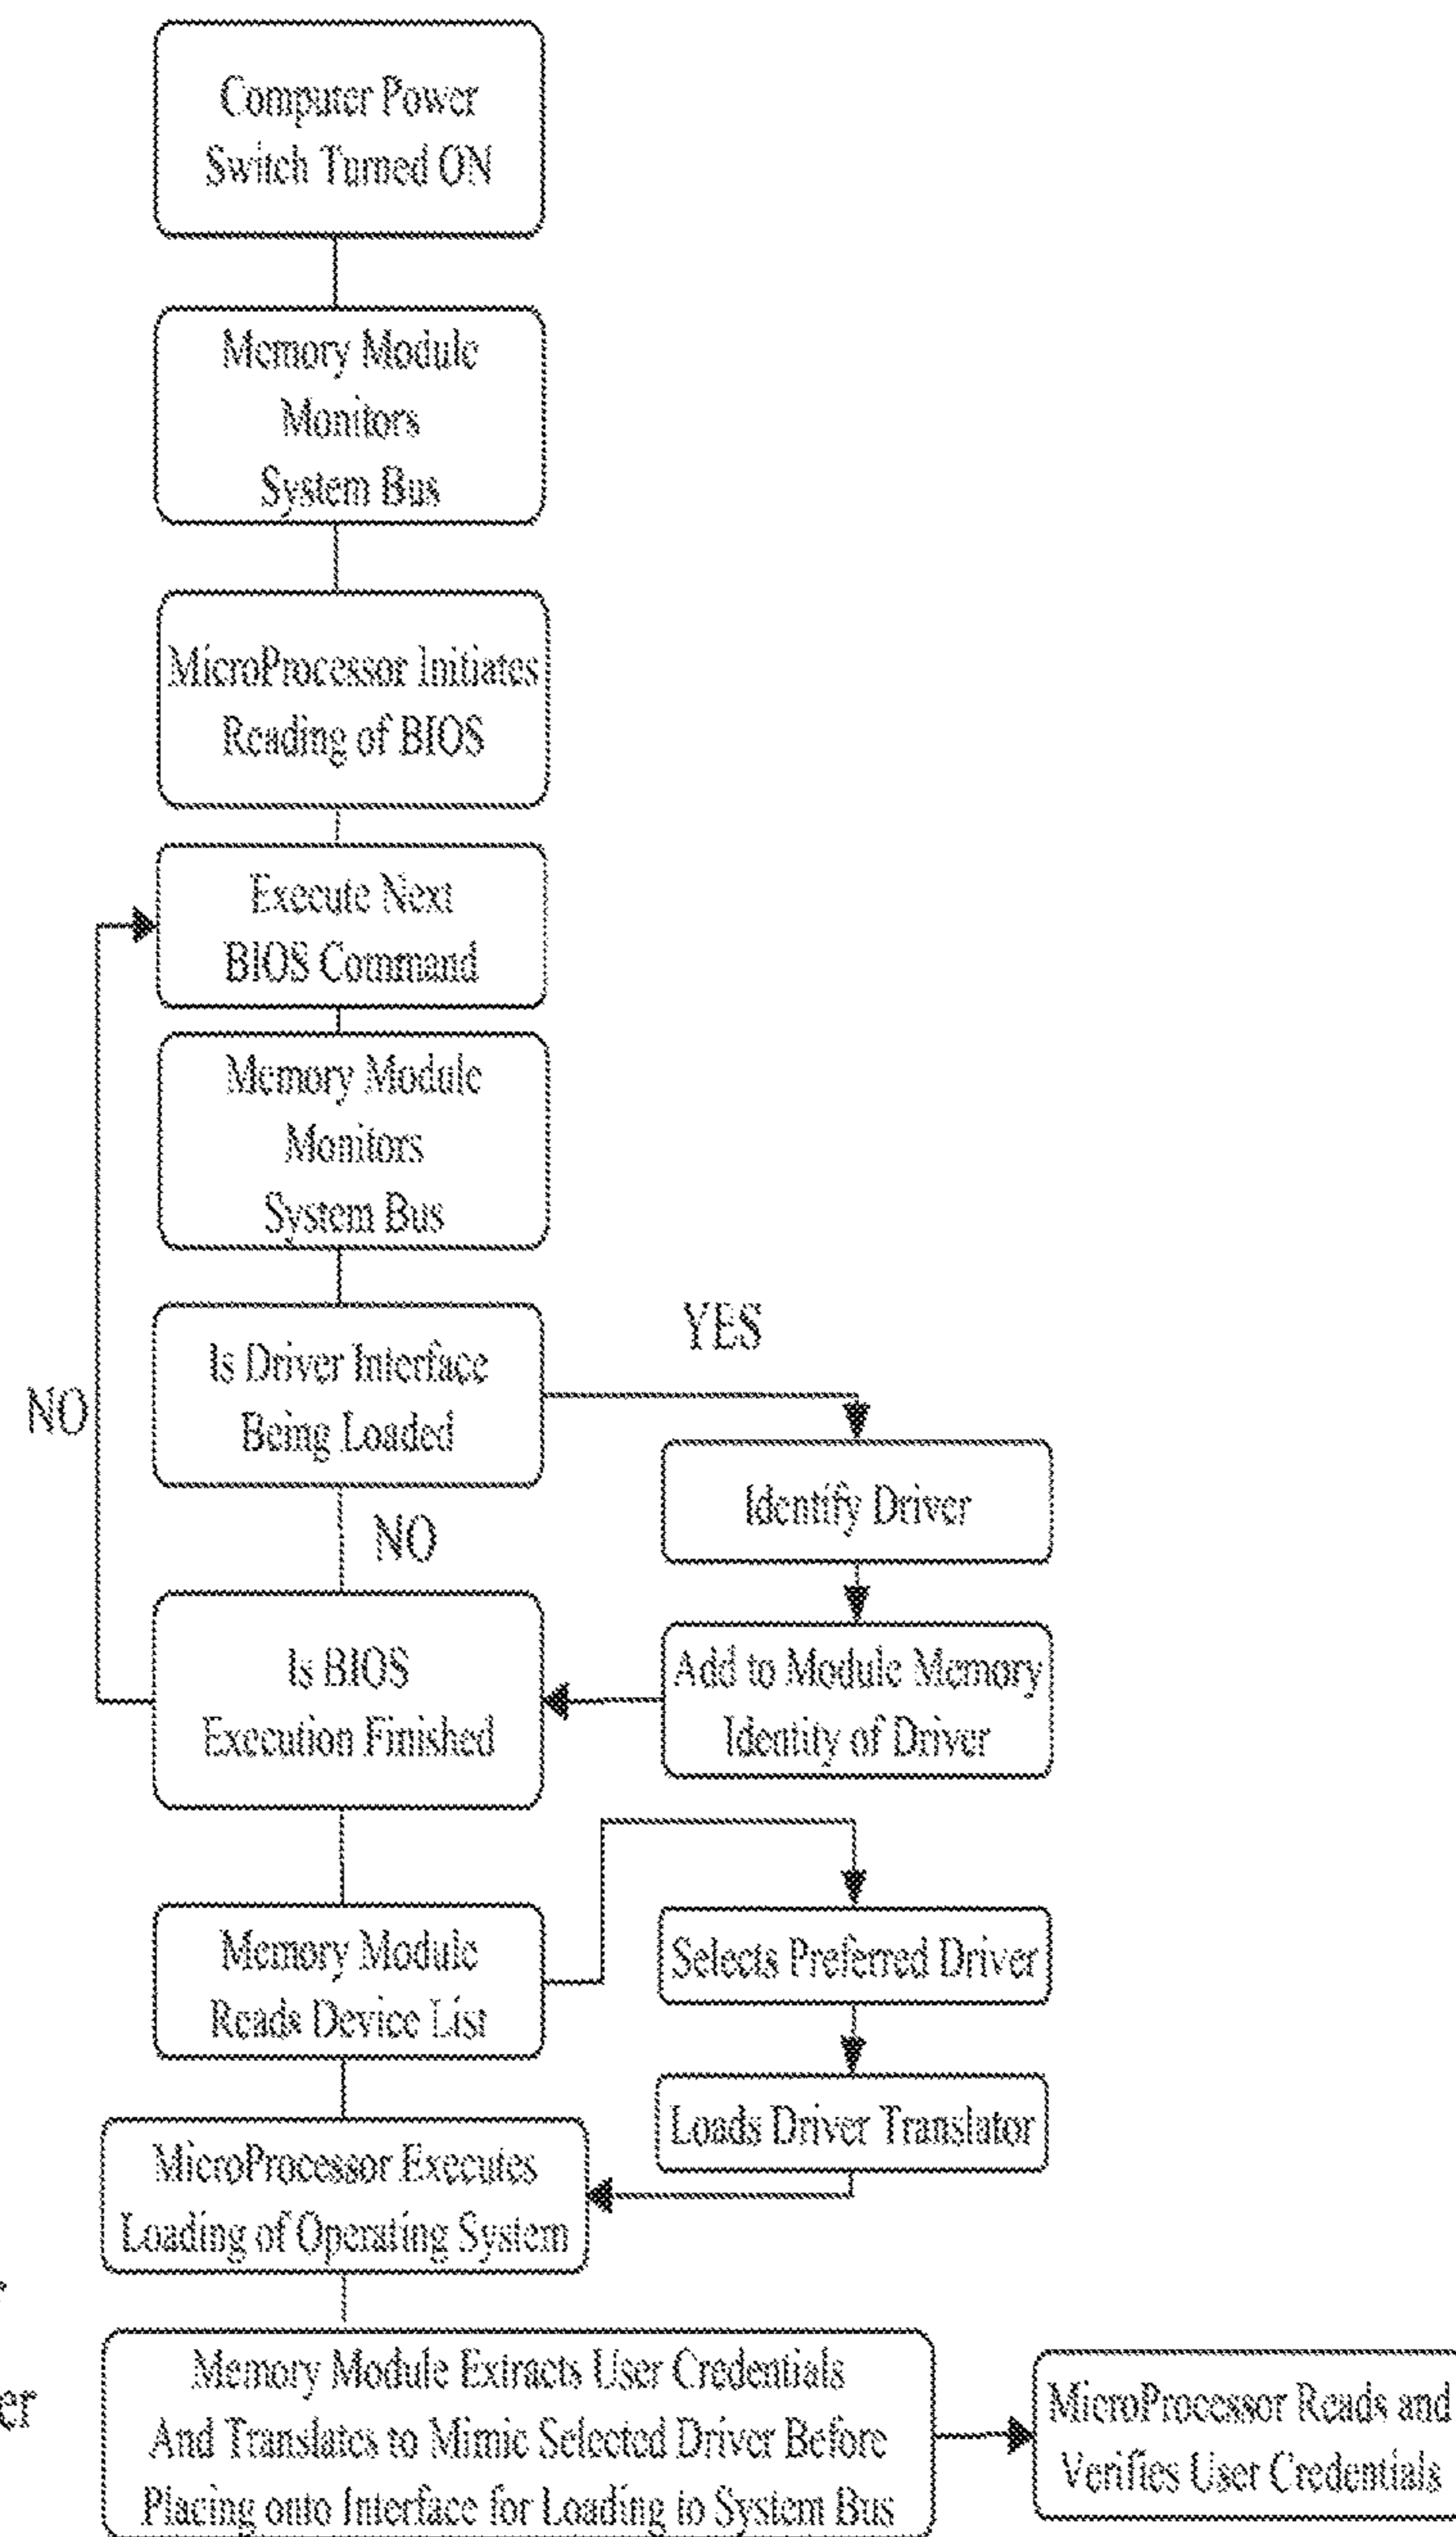 Computer Power
Switch Turned ON
Memory Module
Monitors
System Bus
MicroProcessor Initiates
Reading of BIOS
Execute Next
BIOS Command
Memory Module
Monitors
System Bus
Is Driver Interface
Being Loaded
YES
NO
Identify Driver
NO
Is BIOS
Execution Finished
Add to Module Memory
Identity of Driver
Memory Module
Reads Device List
Selects Preferred Driver
Loads Driver Translator
MicroProcessor Executes
Loading of Operating System
Memory Module Extracts User Credentials
And Translates to Mimic Selected Driver Before
Placing onto Interface for Loading to System Bus
MicroProcessor Reads and
Verifies User Credentials